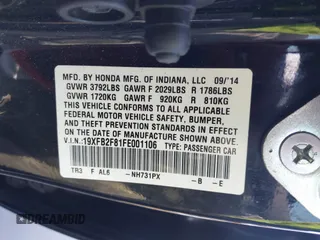 MFD. BY HONDA MFG. OF INDIANA, LLC 09/'14
GVWR 3792LBS GAWR F 2029LBS R 1786LBS
GVWR 1720KG GAWR F 920KG R 810KG
THIS VEHICLE CONFORMS TO ALL APPLICABLE
FEDERAL MOTOR VEHICLE SAFETY, BUMPER,
AND THEFT PREVENTION STANDARDS IN EFFECT
ON THE DATE OF MANUFACTURE SHOWN ABOVE.
V.I.N.:19XFB2F81FE001106 TYPE: PASSENGER CAR
TR3 F AL6 -NH731PX -B -E
DREAMGID